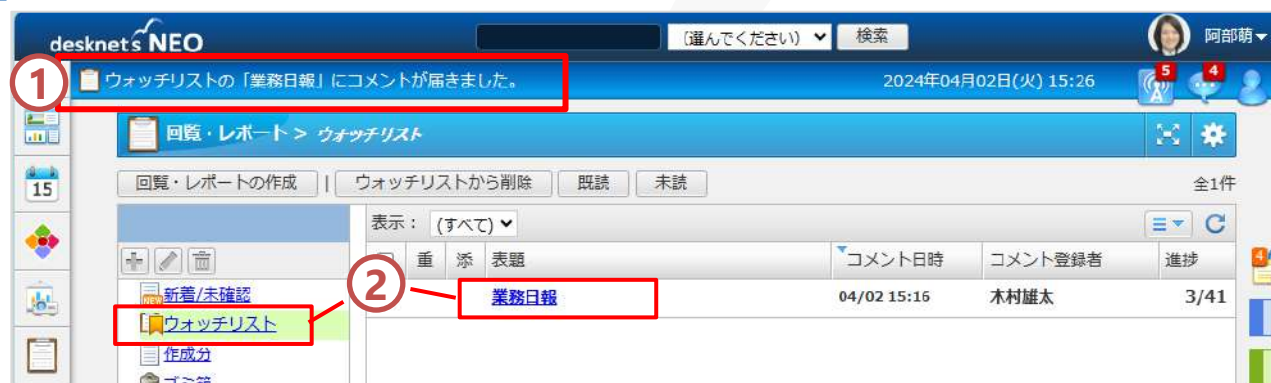 desknet's NEO
(選んでください) 検索 阿部萌
① ウォッチリストの「業務日報」にコメントが届きました。 2024年04月02日(火) 15:26 5 4
回覧・レポート > ウォッチリスト
回覧・レポートの作成 | ウォッチリストから削除 既読 未読 全1件
15
表示： (すべて)
重 添 表題 コメント日時 コメント登録者 進捗
4
新着/未確認
② 業務日報 04/02 15:16 木村雄太 3/41
ウォッチリスト
作成分
ゴミ箱